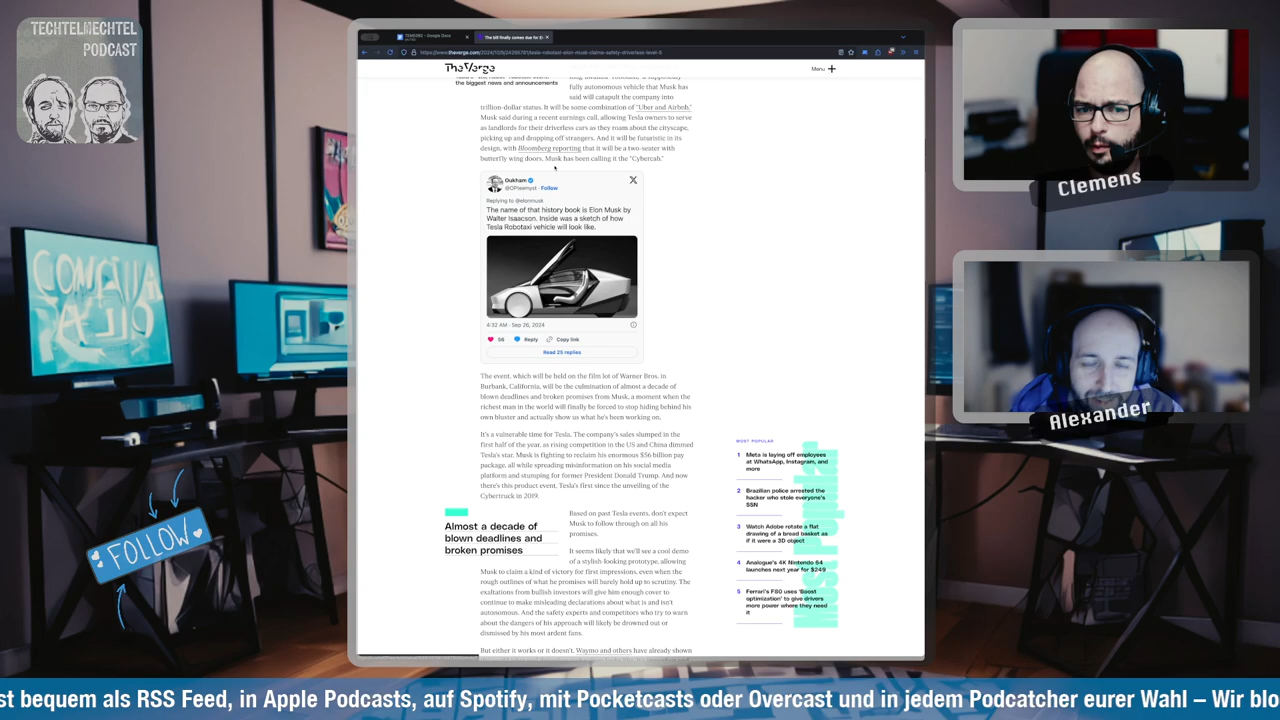 TECHTELMECHTEL
PODCAST
TEMEG90 - Google Docs
The bill finally comes due for E
https://www.theverge.com/2024/10/9/
The Verge
Menu
the biggest news and announcements
fully autonomous vehicle that Musk has
said will catapult the company into
trillion-dollar status. It will be some combination of "Uber and Airbnb,"
Musk said during a recent earnings call, allowing Tesla owners to serve
as landlords for their driverless cars as they roam about the cityscape,
picking up and dropping off strangers. And it will be futuristic in its
design, with Bloomberg reporting that it will be a two-seater with
butterfly wing doors. Musk has been calling it the "Cybercab."
Oukham
@OPteemyst · Follow
Replying to @elonmusk
The name of that history book is Elon Musk by
Walter Isaacson. Inside was a sketch of how
Tesla Robotaxi vehicle will look like.
4:32 AM · Sep 26, 2024
56 Reply Copy link
Read 25 replies
The event, which will be held on the film lot of Warner Bros. in
Burbank, California, will be the culmination of almost a decade of
blown deadlines and broken promises from Musk, a moment when the
richest man in the world will finally be forced to stop hiding behind his
own bluster and actually show us what he's been working on.
It's a vulnerable time for Tesla. The company's sales slumped in the
first half of the year, as rising competition in the US and China dimmed
Tesla's star. Musk is fighting to reclaim his enormous $56 billion pay
package, all while spreading misinformation on his social media
platform and stumping for former President Donald Trump. And now
there's this product event, Tesla's first since the unveiling of the
Cybertruck in 2019.
Almost a decade of
blown deadlines and
broken promises
Based on past Tesla events, don't expect
Musk to follow through on all his
promises.
It seems likely that we'll see a cool demo
of a stylish-looking prototype, allowing
Musk to claim a kind of victory for first impressions, even when the
rough outlines of what he promises will barely hold up to scrutiny. The
exaltations from bullish investors will give him enough cover to
continue to make misleading declarations about what is and isn't
autonomous. And the safety experts and competitors who try to warn
about the dangers of his approach will likely be drowned out or
dismissed by his most ardent fans.
But either it works or it doesn't. Waymo and others have already shown
MOST POPULAR
1 Meta is laying off employees
at WhatsApp, Instagram, and
more
2 Brazilian police arrested the
hacker who stole everyone's
SSN
3 Watch Adobe rotate a flat
drawing of a bread basket as
if it were a 3D object
4 Analogue's 4K Nintendo 64
launches next year for $249
5 Ferrari's F80 uses 'Boost
optimization' to give drivers
more power where they need
it
Most Popular
Clemens
Alexander
FOLLOW
st bequem als RSS Feed, in Apple Podcasts, auf Spotify, mit Pocketcasts oder Overcast und in jedem Podcatcher eurer Wahl – Wir blo